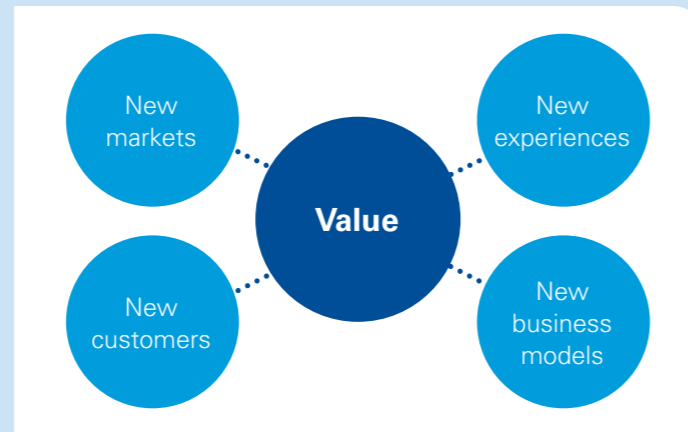 New
markets
New
experiences
Value
New
customers
New
business
models